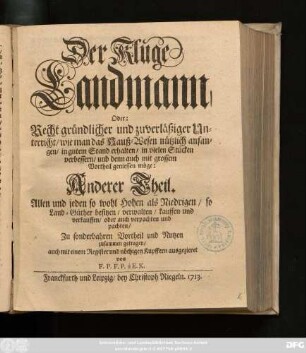 Der Kluge
Landmann,
Oder:
Recht gründlicher und zuverläßiger Un-
terricht/ wie man das Hauß-Wesen nützlich anfan-
gen/ in gutem Stand erhalten/ in vielen Stücken
verbessern/ und denn auch mit grossen
Vortheil geniessen möge:
Anderer Theil.
Allen und jeden so wohl Hohen als Niedrigen/ so
Land-Güther besitzen/ verwalten/ kauffen und
verkauffen/ oder auch verpachten und
pachten/
Zu sonderbahren Vortheil und Nutzen
zusammen getragen/
auch mit einem Register und nöthigen Kupffern ausgezieret
von
F. P. F. P. à E. K.
Franckfurth und Leipzig/ bey Christoph Riegeln. 1713.